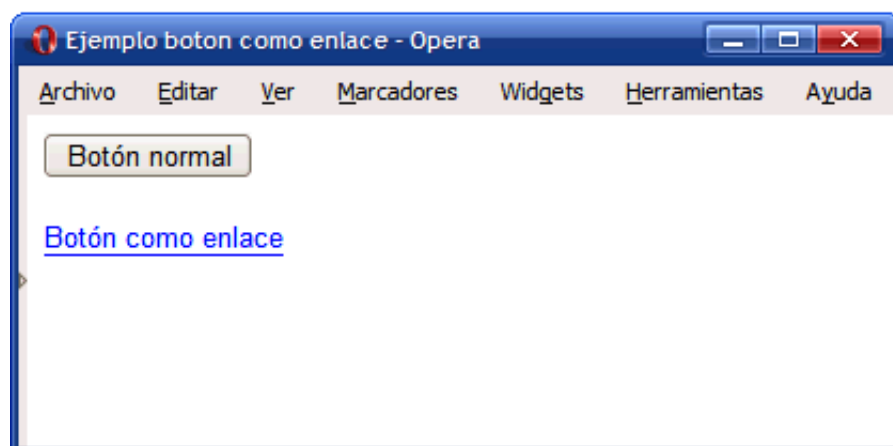 Ejemplo boton como enlace - Opera
Archivo Editar Ver Marcadores Widgets Herramientas Ayuda
Botón normal
Botón como enlace